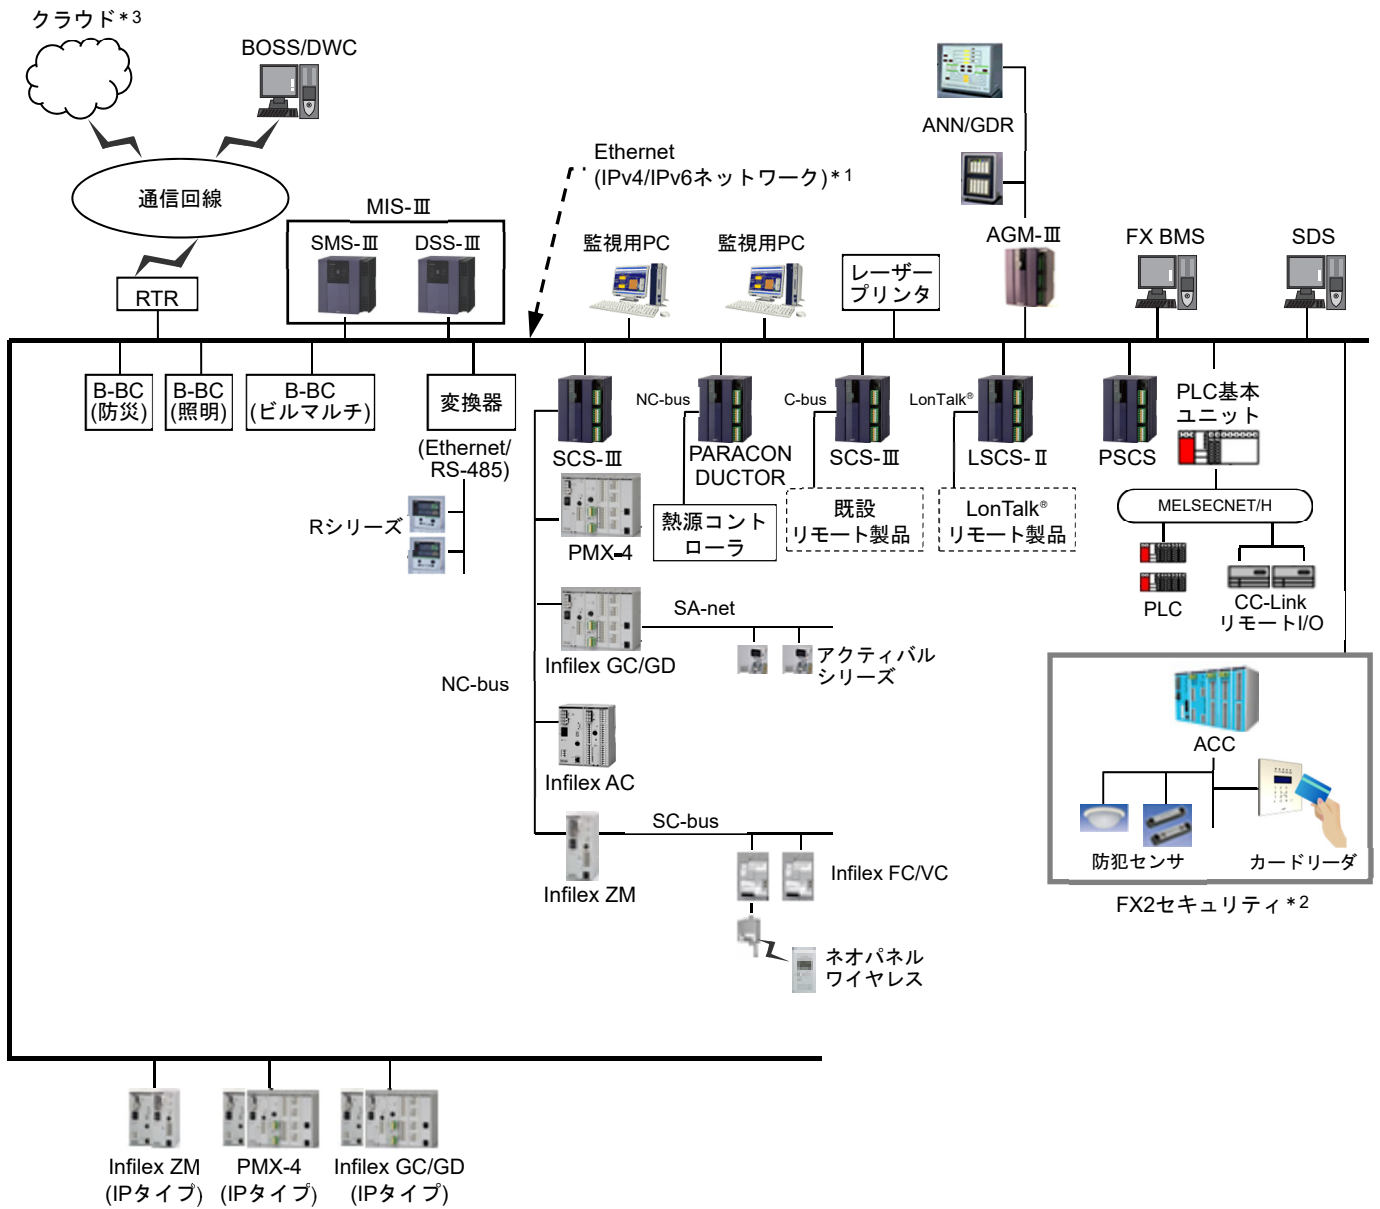 クラウド*3
BOSS/DWC
通信回線
RTR
MIS-Ⅲ
SMS-Ⅲ
DSS-Ⅲ
Ethernet
(IPv4/IPv6ネットワーク)*1
監視用PC
監視用PC
レーザー
プリンタ
ANN/GDR
AGM-Ⅲ
FX BMS
SDS
B-BC
(防災)
B-BC
(照明)
B-BC
(ビルマルチ)
変換器
(Ethernet/
RS-485)
Rシリーズ
SCS-Ⅲ
NC-bus
PARACON
DUCTOR
熱源コント
ローラ
C-bus
SCS-Ⅲ
既設
リモート製品
LonTalk®
LSCS-Ⅱ
LonTalk®
リモート製品
PSCS
PLC基本
ユニット
MELSECNET/H
PLC
CC-Link
リモートI/O
PMX-4
SA-net
Infilex GC/GD
アクティバル
シリーズ
NC-bus
Infilex AC
SC-bus
Infilex ZM
Infilex FC/VC
ネオパネル
ワイヤレス
ACC
防犯センサ
カードリーダ
FX2セキュリティ*2
Infilex ZM
(IPタイプ)
PMX-4
(IPタイプ)
Infilex GC/GD
(IPタイプ)